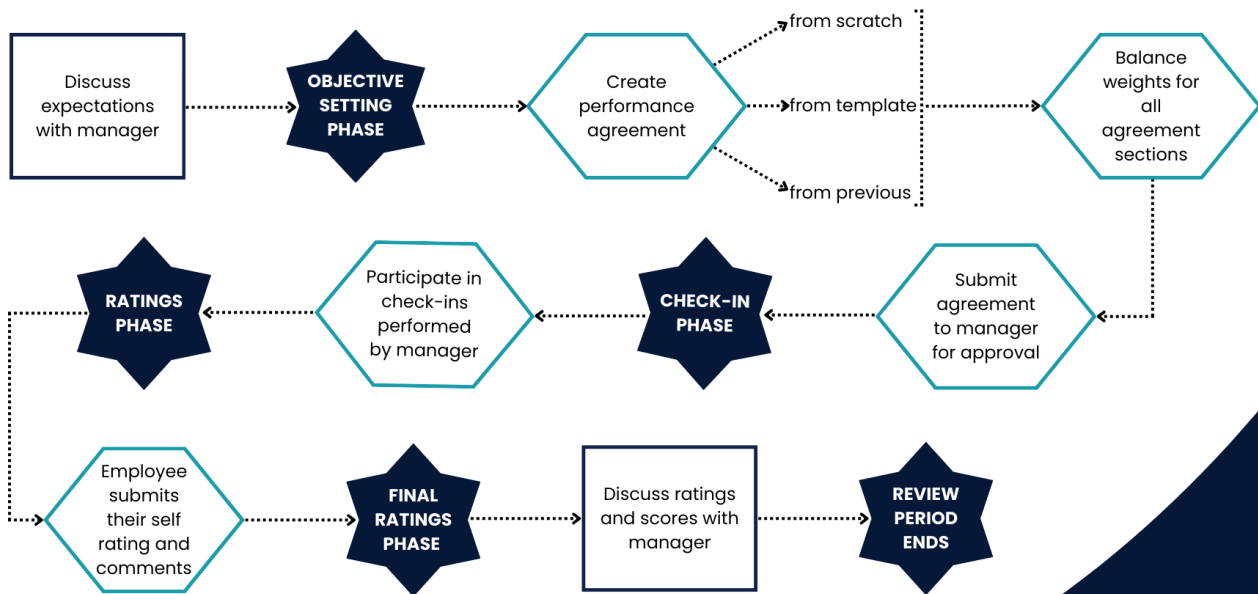 Discuss
expectations
with manager
OBJECTIVE
SETTING
PHASE
Create
performance
agreement
from scratch
from template
from previous
Balance
weights for
all
agreement
sections
Submit
agreement
to manager
for approval
CHECK-IN
PHASE
Participate in
check-ins
performed
by manager
RATINGS
PHASE
Employee
submits
their self
rating and
comments
FINAL
RATINGS
PHASE
Discuss ratings
and scores with
manager
REVIEW
PERIOD
ENDS